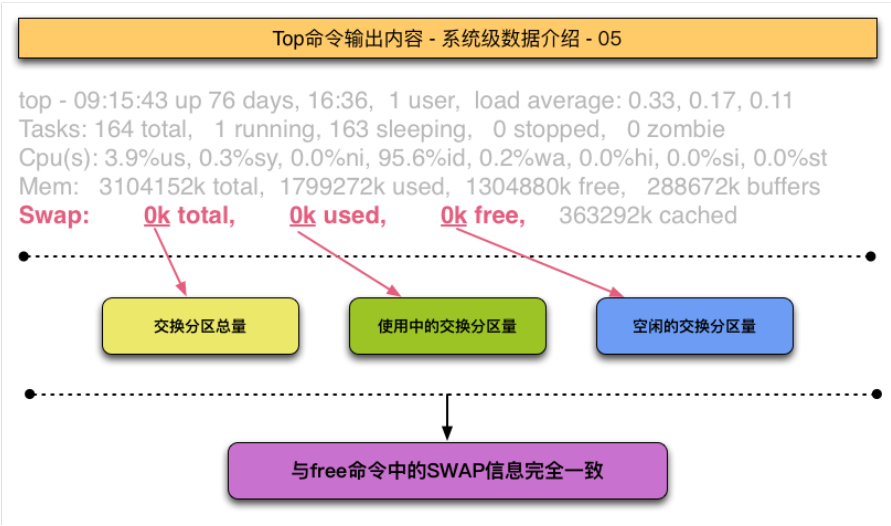 Top命令输出内容 - 系统级数据介绍 - 05
top - 09:15:43 up 76 days, 16:36, 1 user, load average: 0.33, 0.17, 0.11
Tasks: 164 total, 1 running, 163 sleeping, 0 stopped, 0 zombie
Cpu(s): 3.9%us, 0.3%sy, 0.0%ni, 95.6%id, 0.2%wa, 0.0%hi, 0.0%si, 0.0%st
Mem: 3104152k total, 1799272k used, 1304880k free, 288672k buffers
Swap: 0k total, 0k used, 0k free, 363292k cached
交换分区总量
使用中的交换分区量
空闲的交换分区量
与free命令中的SWAP信息完全一致